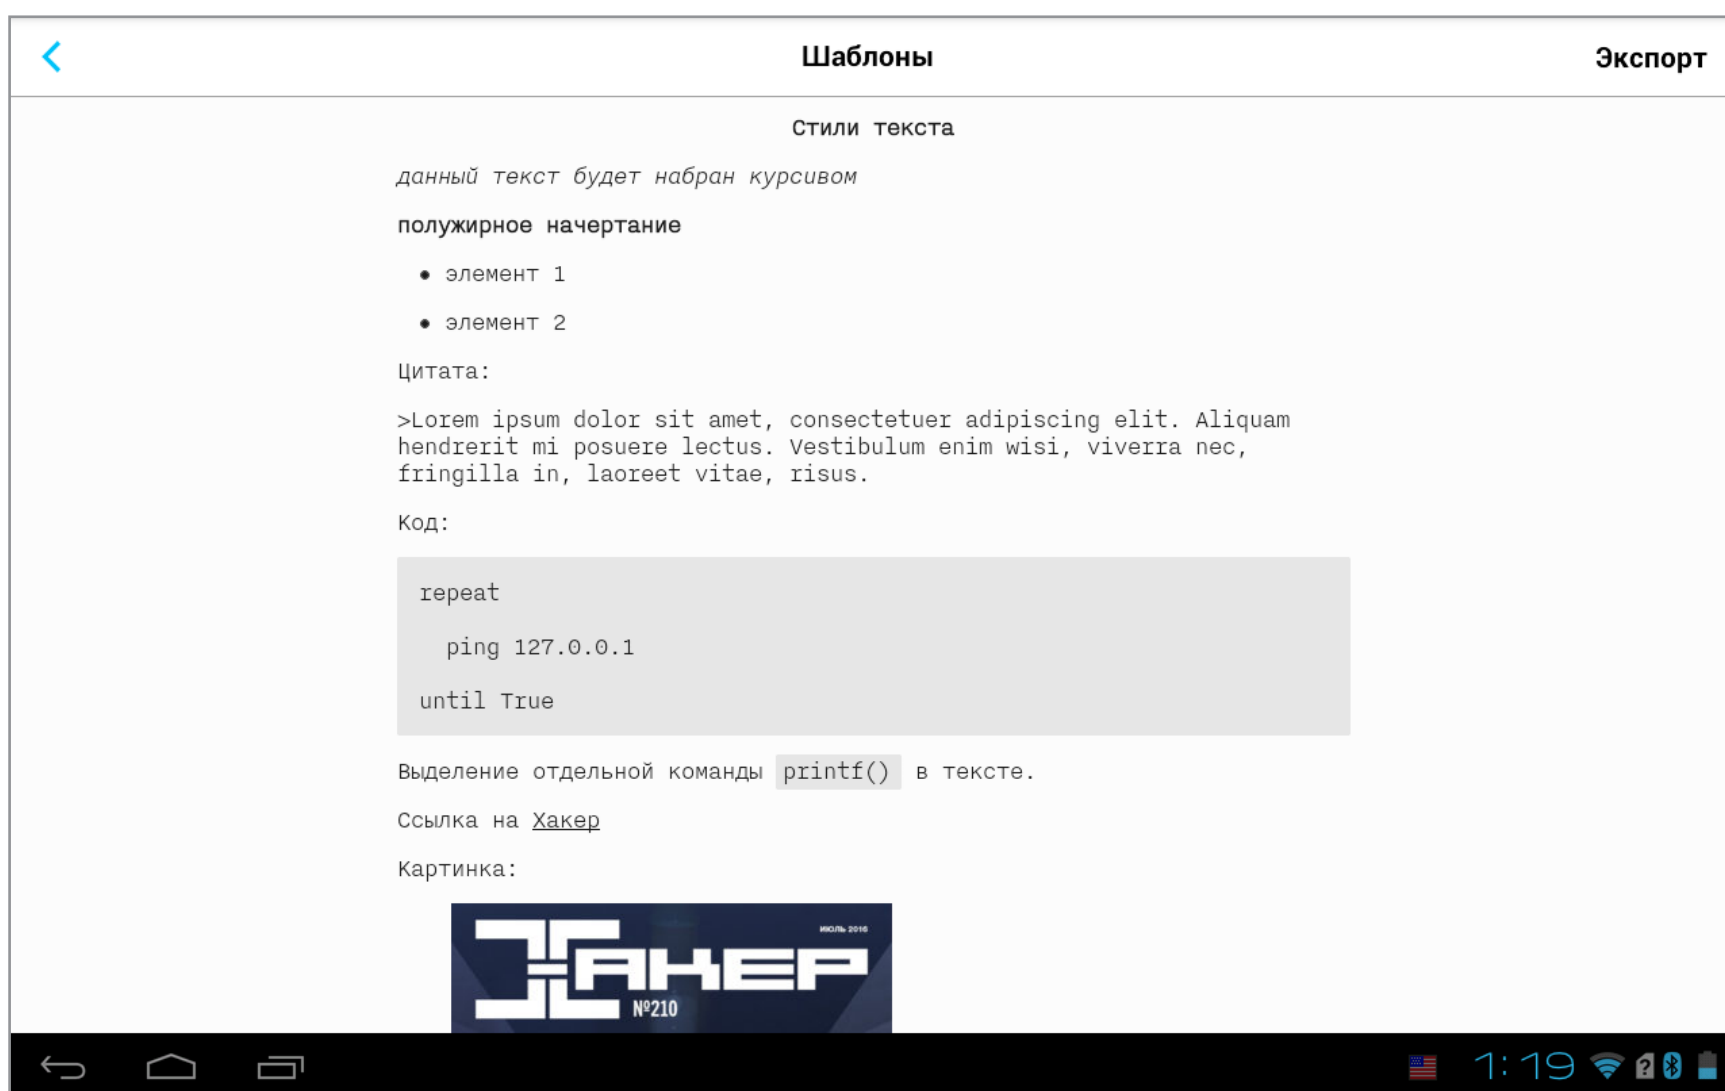 Шаблоны
Экспорт
Стили текста
данный текст будет набран курсивом
полужирное начертание
• элемент 1
• элемент 2
Цитата:
>Lorem ipsum dolor sit amet, consectetuer adipiscing elit. Aliquam
hendrerit mi posuere lectus. Vestibulum enim wisi, viverra nec,
fringilla in, laoreet vitae, risus.
Код:
repeat
ping 127.0.0.1
until True
Выделение отдельной команды printf() в тексте.
Ссылка на Хакер
Картинка:
ИЮЛЬ 2016
ХАКЕР
№210
1:19